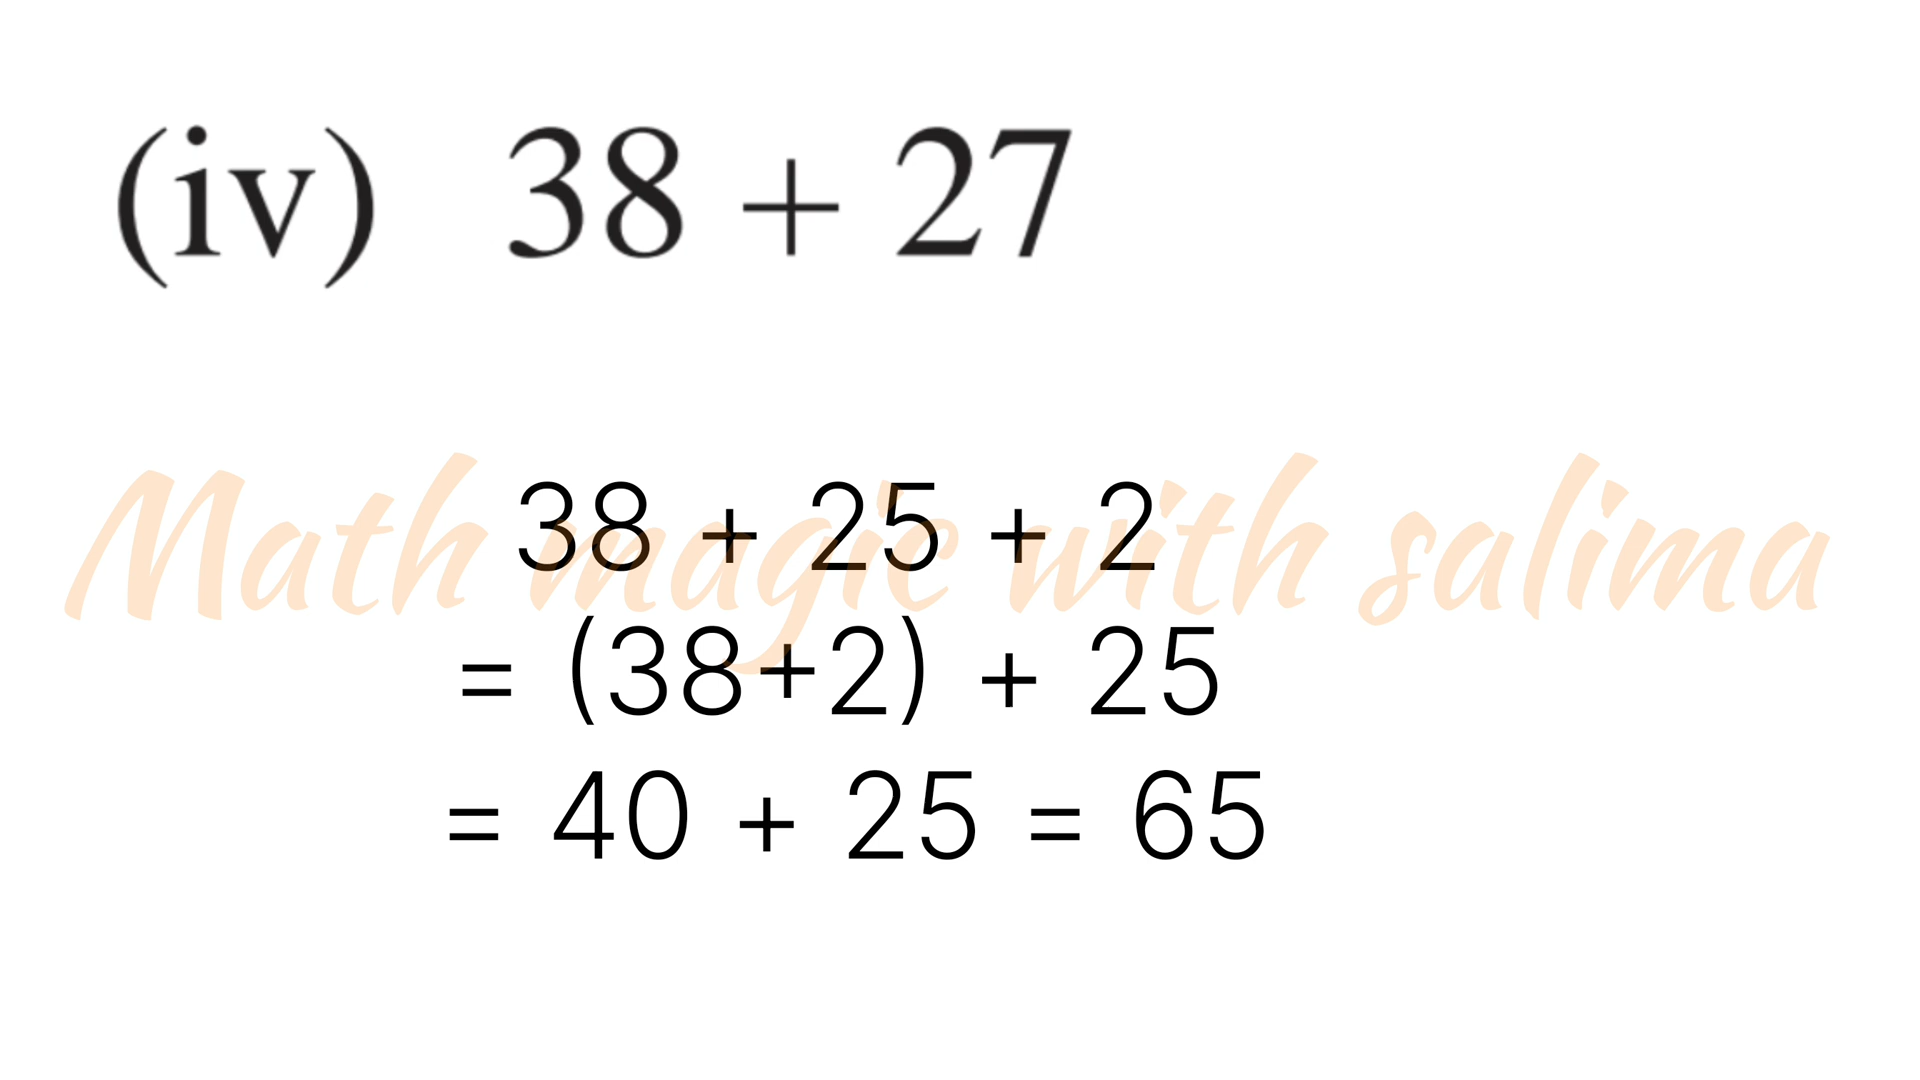 (iv) 38 + 27
Math magic with salima
38 + 25 + 2
= (38+2) + 25
= 40 + 25 = 65